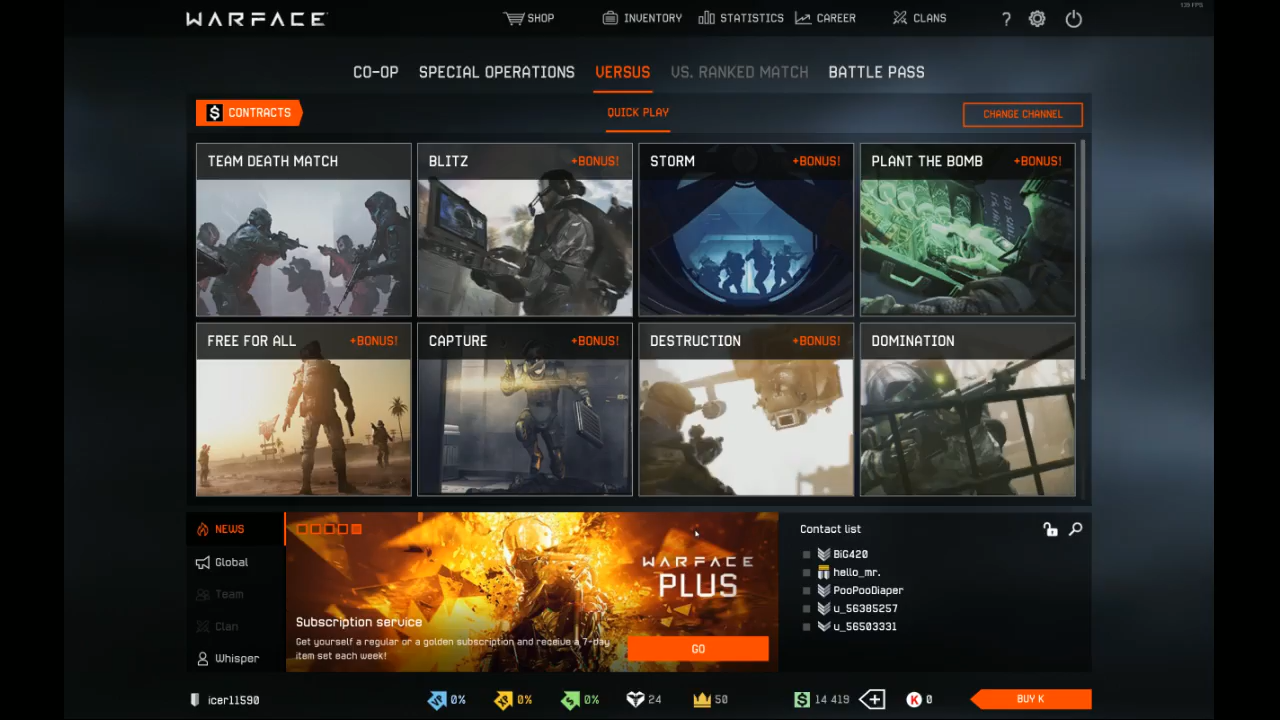 WARFACE
SHOP
INVENTORY
STATISTICS
CAREER
CLANS
?
CO-OP
SPECIAL OPERATIONS
VERSUS
VS. RANKED MATCH
BATTLE PASS
$ CONTRACTS
QUICK PLAY
CHANGE CHANNEL
TEAM DEATH MATCH
BLITZ +BONUS!
STORM +BONUS!
PLANT THE BOMB +BONUS!
FREE FOR ALL +BONUS!
CAPTURE +BONUS!
DESTRUCTION +BONUS!
DOMINATION
NEWS
Global
Team
Clan
Whisper
WARFACE
PLUS
Subscription service
Get yourself a regular or a golden subscription and receive a 7-day
item set each week!
GO
Contact list
BiG420
hello_mr.
PooPooDiaper
u_56385257
u_56503331
icer11590
0%
0%
0%
24
50
$ 14 419
K 0
BUY K